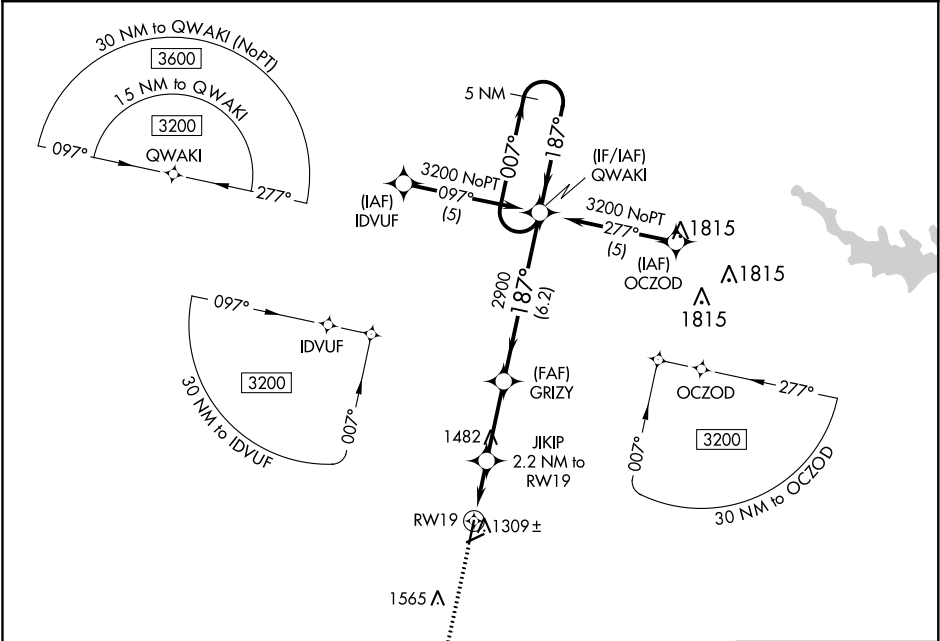 30 NM to QWAKI (NoPT)
3600
15 NM to QWAKI
3200
097°
QWAKI
277°
5 NM
007°
187°
(IF/IAF)
QWAKI
3200 NoPT
097°
(5)
(IAF)
IDVUF
3200 NoPT
277°
(5)
(IAF)
OCZOD
1815
1815
1815
2900
187°
(6.2)
097°
IDVUF
3200
007°
30 NM to IDVUF
(FAF)
GRIZY
1482
JIKIP
2.2 NM to
RW19
RW19
1309±
1565
OCZOD
277°
007°
3200
30 NM to OCZOD